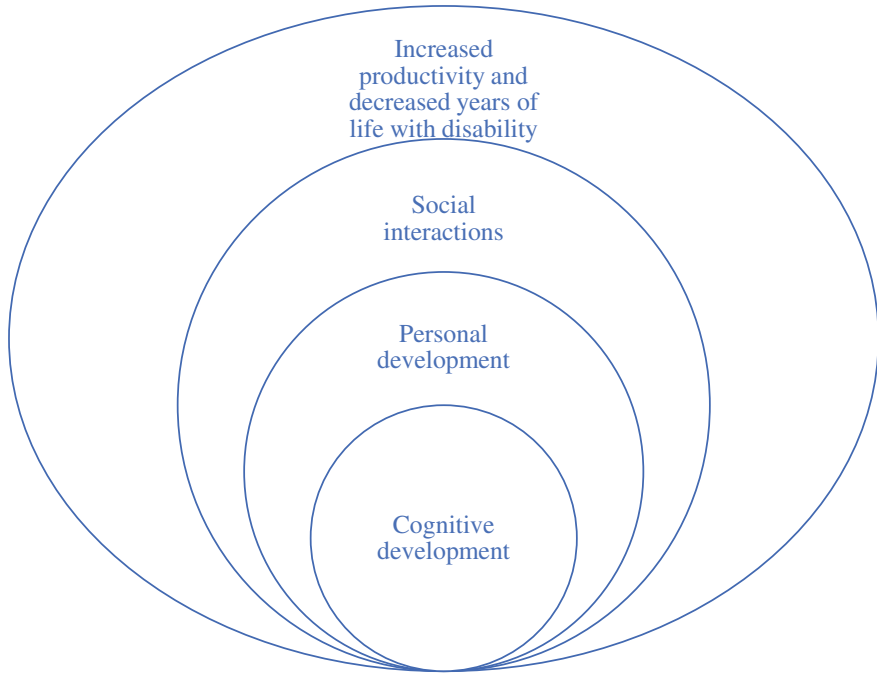 Increased
productivity and
decreased years of
life with disability
Social
interactions
Personal
development
Cognitive
development